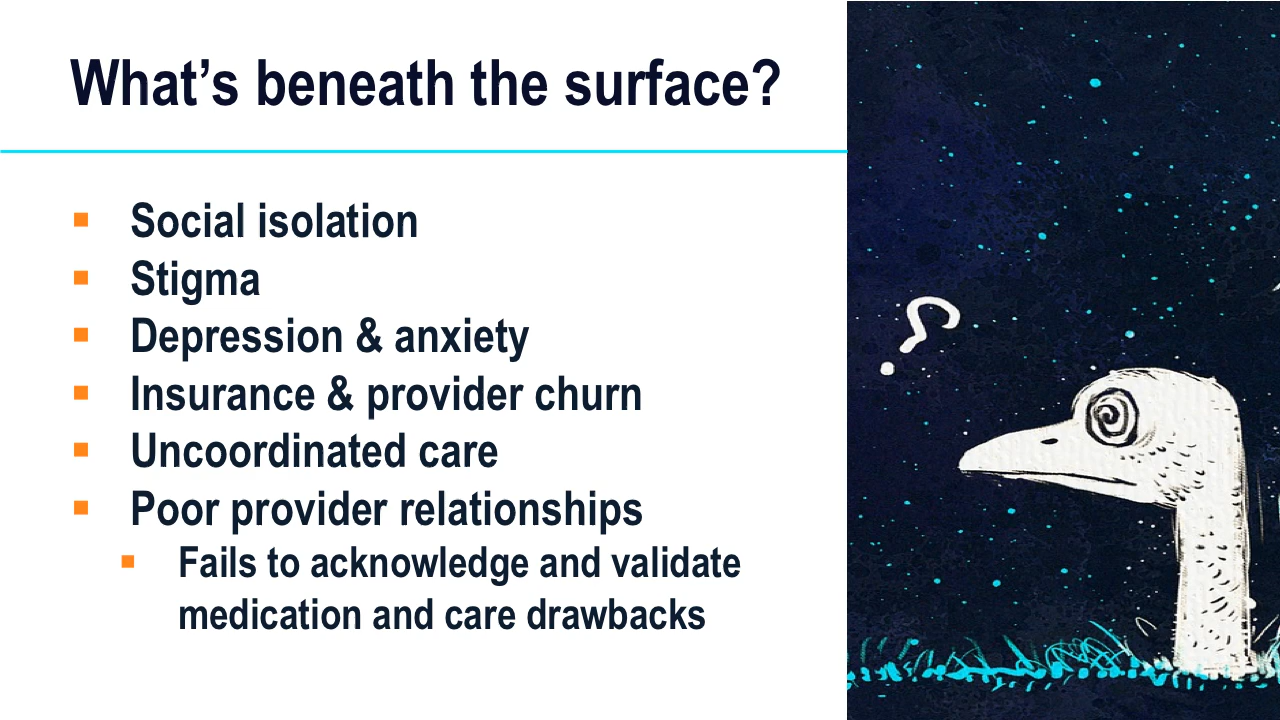 What’s beneath the surface?
Social isolation
Stigma
Depression & anxiety
Insurance & provider churn
Uncoordinated care
Poor provider relationships
Fails to acknowledge and validate
medication and care drawbacks
?